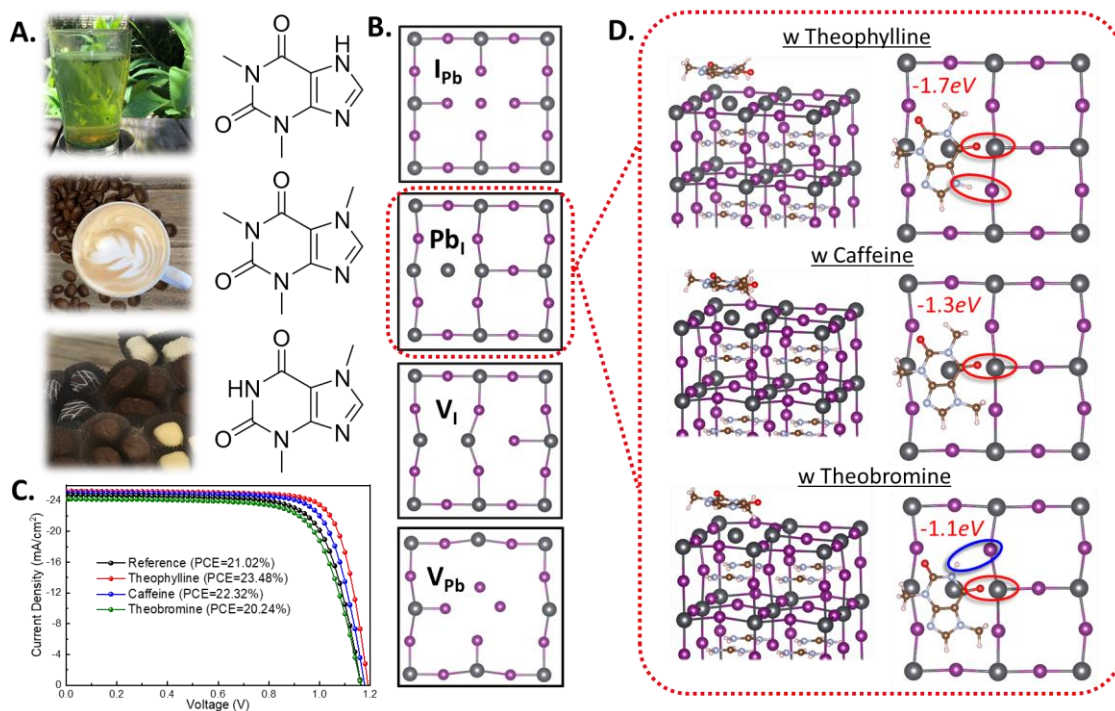 A.
O
N
H
N
N
N
O
O
N
N
N
N
O
O
HN
N
N
N
O
B.
I_Pb
Pb_I
V_I
V_Pb
C.
Current Density (mA/cm²)
-24
-20
-16
-12
-8
-4
0
Reference (PCE=21.02%)
Theophylline (PCE=23.48%)
Caffeine (PCE=22.32%)
Theobromine (PCE=20.24%)
0.0 0.2 0.4 0.6 0.8 1.0 1.2
Voltage (V)
D.
w Theophylline
-1.7eV
w Caffeine
-1.3eV
w Theobromine
-1.1eV